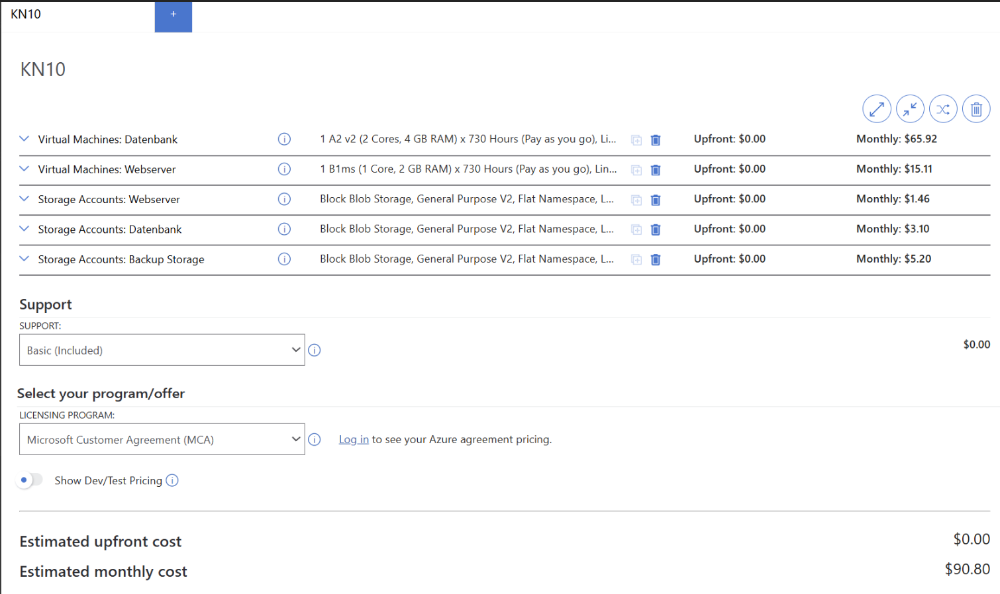 KN10
+
KN10
Virtual Machines: Datenbank 1 A2 v2 (2 Cores, 4 GB RAM) x 730 Hours (Pay as you go), Li... Upfront: $0.00 Monthly: $65.92
Virtual Machines: Webserver 1 B1ms (1 Core, 2 GB RAM) x 730 Hours (Pay as you go), Lin... Upfront: $0.00 Monthly: $15.11
Storage Accounts: Webserver Block Blob Storage, General Purpose V2, Flat Namespace, L... Upfront: $0.00 Monthly: $1.46
Storage Accounts: Datenbank Block Blob Storage, General Purpose V2, Flat Namespace, L... Upfront: $0.00 Monthly: $3.10
Storage Accounts: Backup Storage Block Blob Storage, General Purpose V2, Flat Namespace, L... Upfront: $0.00 Monthly: $5.20
Support
SUPPORT:
Basic (Included) $0.00
Select your program/offer
LICENSING PROGRAM:
Microsoft Customer Agreement (MCA) Log in to see your Azure agreement pricing.
Show Dev/Test Pricing
Estimated upfront cost $0.00
Estimated monthly cost $90.80